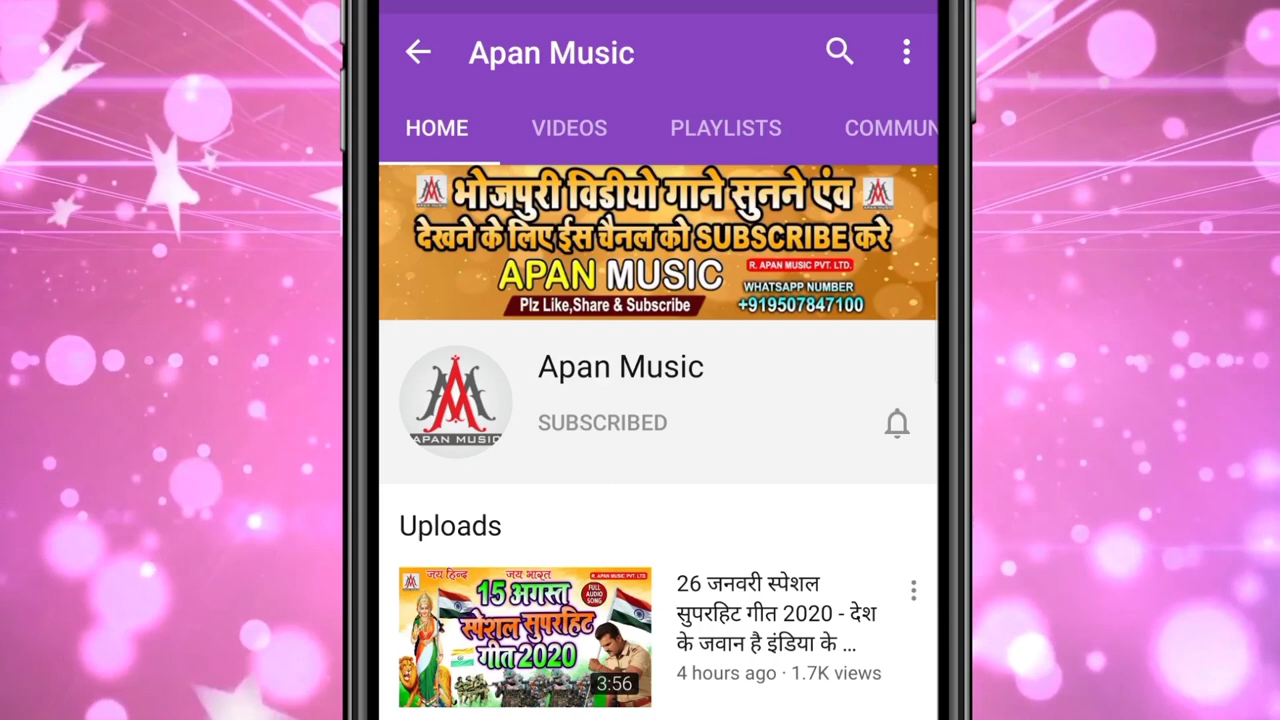 Apan Music
HOME VIDEOS PLAYLISTS COMMUN
भोजपुरी विडीयो गाने सुनने एंव
देखने के लिए ईस चैनल को SUBSCRIBE करे
APAN MUSIC
R. APAN MUSIC PVT. LTD.
WHATSAPP NUMBER
Plz Like,Share & Subscribe
+919507847100
Apan Music
SUBSCRIBED
APAN MUSIC
Uploads
जय हिन्द जय भारत
R. APAN MUSIC PVT. LTD
15 अगस्त
FULL AUDIO SONG
स्पेशल सुपरहिट
गीत 2020
3:56
26 जनवरी स्पेशल
सुपरहिट गीत 2020 - देश
के जवान है इंडिया के ...
4 hours ago · 1.7K views